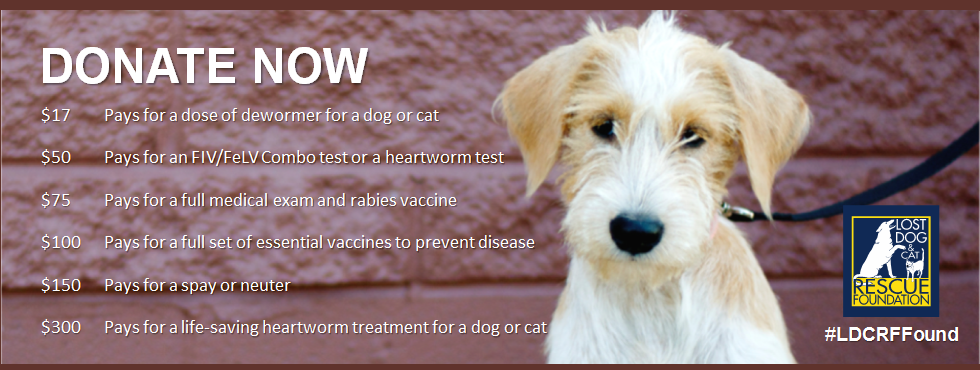 DONATE NOW
$17 Pays for a dose of dewormer for a dog or cat
$50 Pays for an FIV/FeLV Combo test or a heartworm test
$75 Pays for a full medical exam and rabies vaccine
$100 Pays for a full set of essential vaccines to prevent disease
$150 Pays for a spay or neuter
$300 Pays for a life-saving heartworm treatment for a dog or cat
LOST
DOG
&
CAT
RESCUE
FOUNDATION
#LDCRFFound